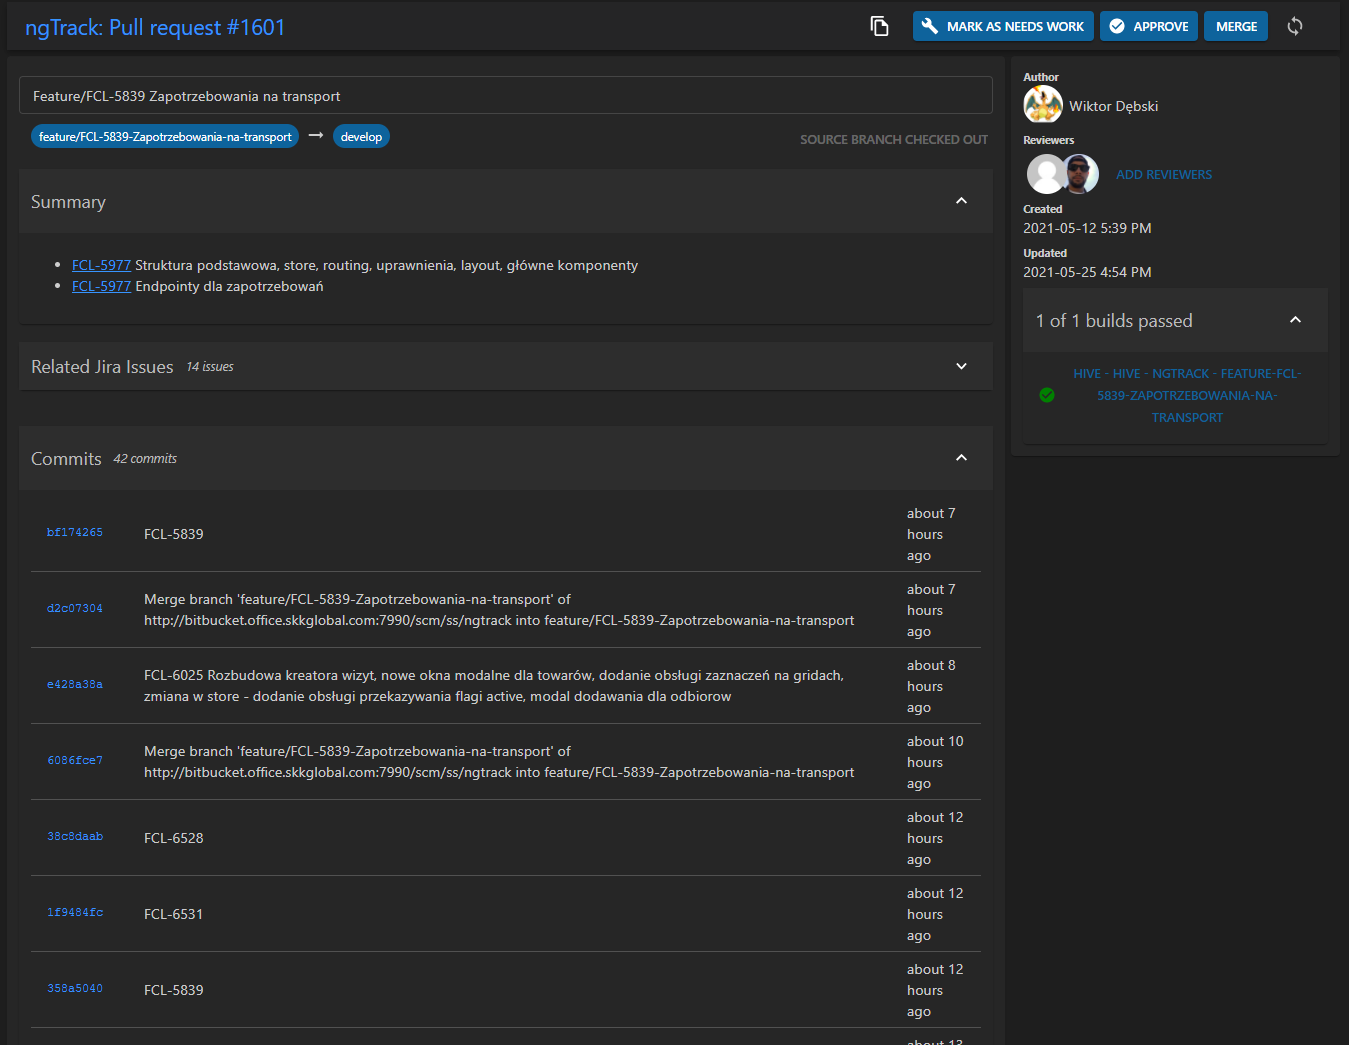 ngTrack: Pull request #1601
MARK AS NEEDS WORK
APPROVE
MERGE
Feature/FCL-5839 Zapotrzebowania na transport
feature/FCL-5839-Zapotrzebowania-na-transport → develop
SOURCE BRANCH CHECKED OUT
Summary
• FCL-5977 Struktura podstawowa, store, routing, uprawnienia, layout, główne komponenty
• FCL-5977 Endpointy dla zapotrzebowań
Related Jira Issues 14 issues
Commits 42 commits
bf174265
FCL-5839
about 7
hours
ago
d2c07304
Merge branch 'feature/FCL-5839-Zapotrzebowania-na-transport' of
http://bitbucket.office.skkglobal.com:7990/scm/ss/ngtrack into feature/FCL-5839-Zapotrzebowania-na-transport
about 7
hours
ago
e428a38a
FCL-6025 Rozbudowa kreatora wizyt, nowe okna modalne dla towarów, dodanie obsługi zaznaczeń na gridach,
zmiana w store - dodanie obsługi przekazywania flagi active, modal dodawania dla odbiorow
about 8
hours
ago
6086fce7
Merge branch 'feature/FCL-5839-Zapotrzebowania-na-transport' of
http://bitbucket.office.skkglobal.com:7990/scm/ss/ngtrack into feature/FCL-5839-Zapotrzebowania-na-transport
about 10
hours
ago
38c8daab
FCL-6528
about 12
hours
ago
1f9484fc
FCL-6531
about 12
hours
ago
358a5040
FCL-5839
about 12
hours
ago
about 13
Author
Wiktor Dębski
Reviewers
ADD REVIEWERS
Created
2021-05-12 5:39 PM
Updated
2021-05-25 4:54 PM
1 of 1 builds passed
HIVE - HIVE - NGTRACK - FEATURE-FCL-
5839-ZAPOTRZEBOWANIA-NA-
TRANSPORT